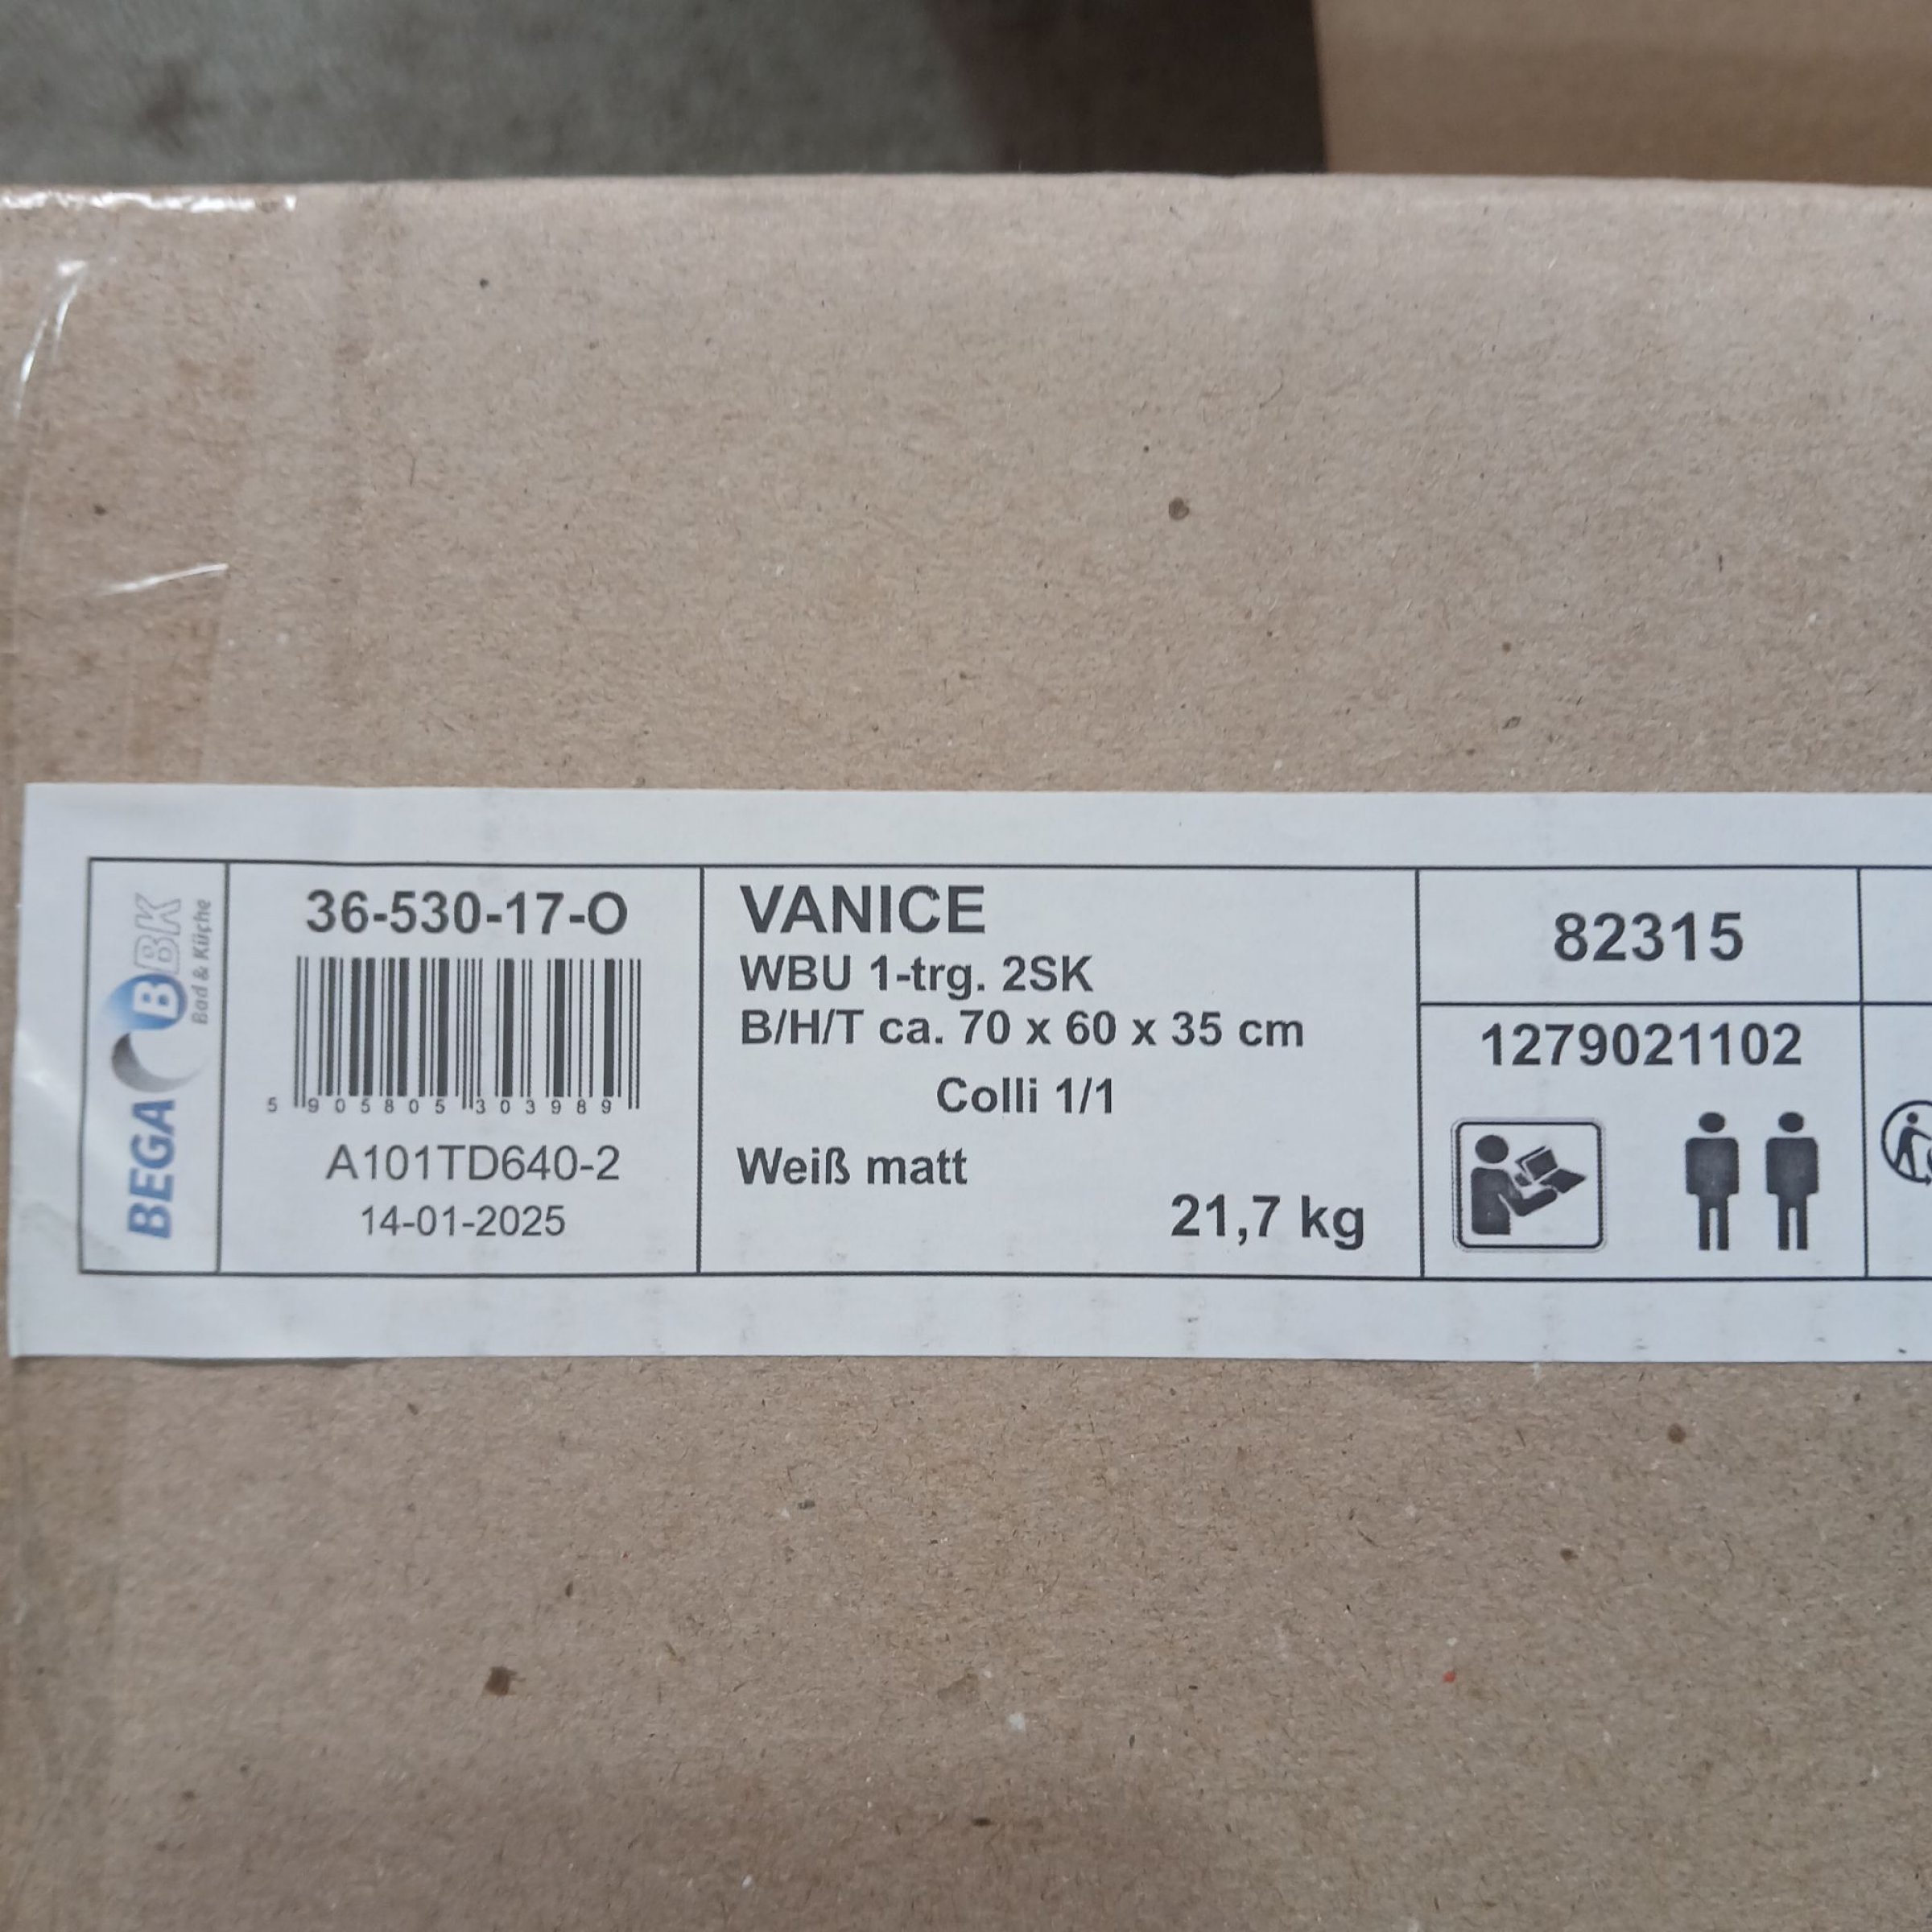 BEGA BBK
Bad & Küche
36-530-17-O
5 905805 303989
A101TD640-2
14-01-2025
VANICE
WBU 1-trg. 2SK
B/H/T ca. 70 x 60 x 35 cm
Colli 1/1
Weiß matt
21,7 kg
82315
1279021102